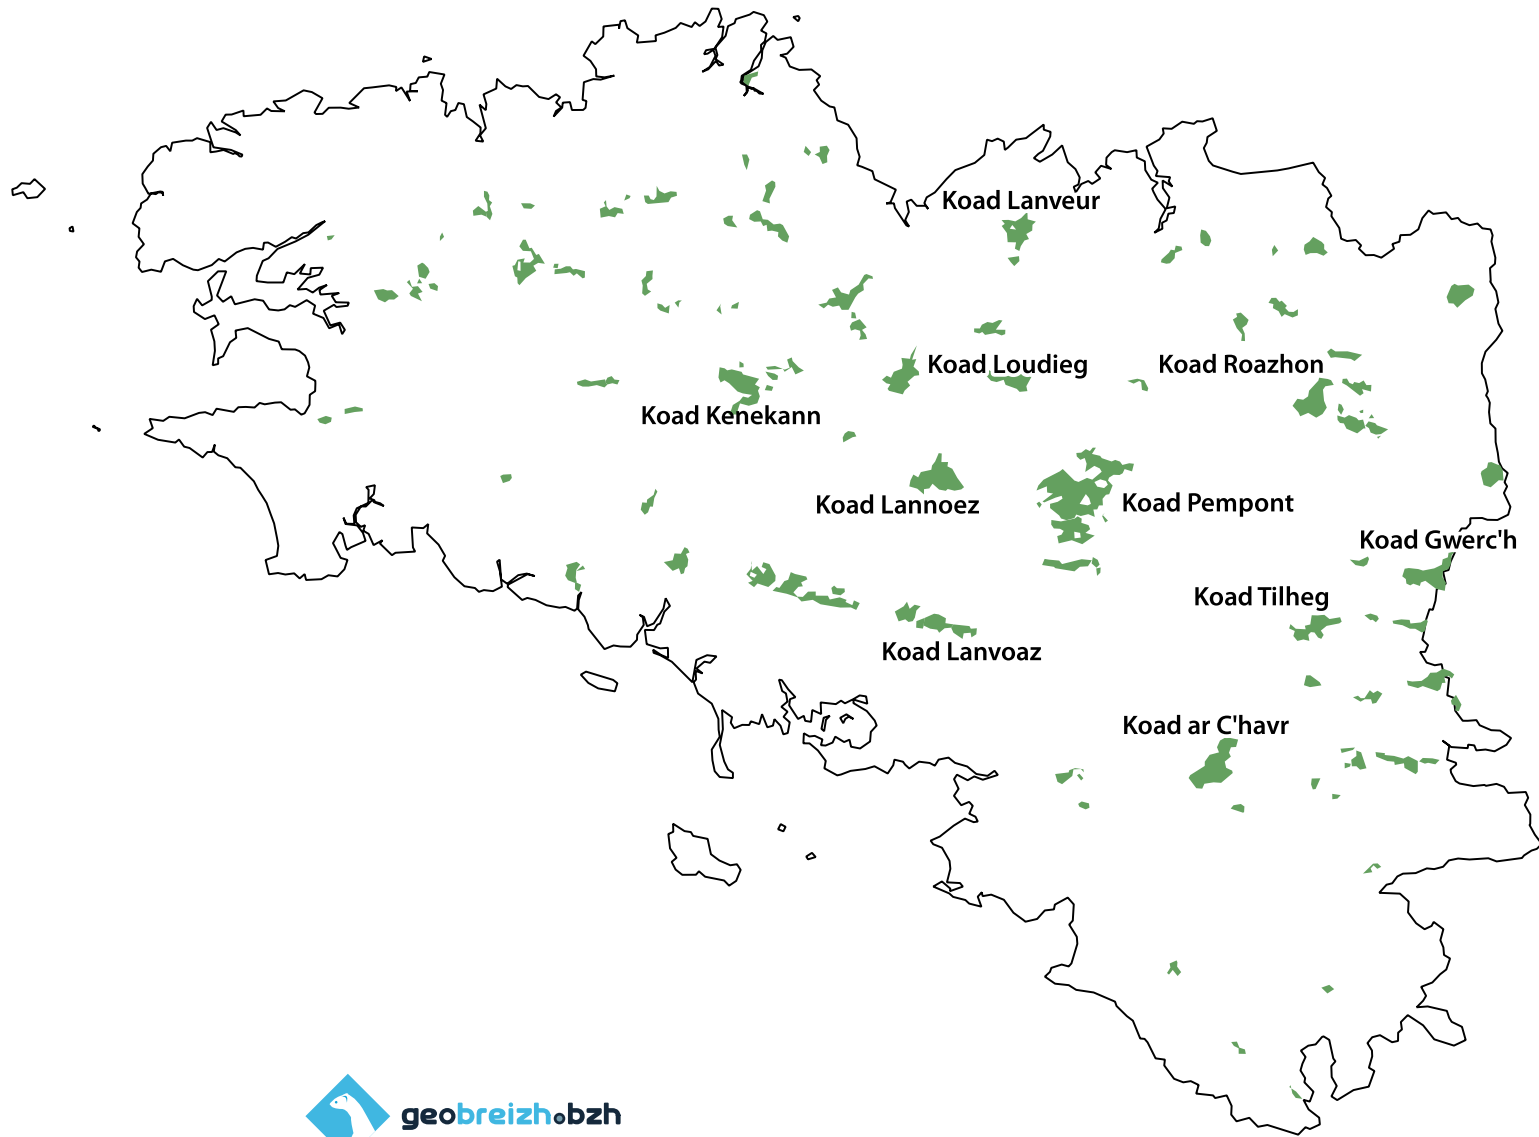 Koad Lanveur
Koad Loudieg
Koad Roazhon
Koad Kenekann
Koad Lannoez
Koad Pempont
Koad Gwerc'h
Koad Tilheg
Koad Lanvoaz
Koad ar C'havr
geobreizh.bzh